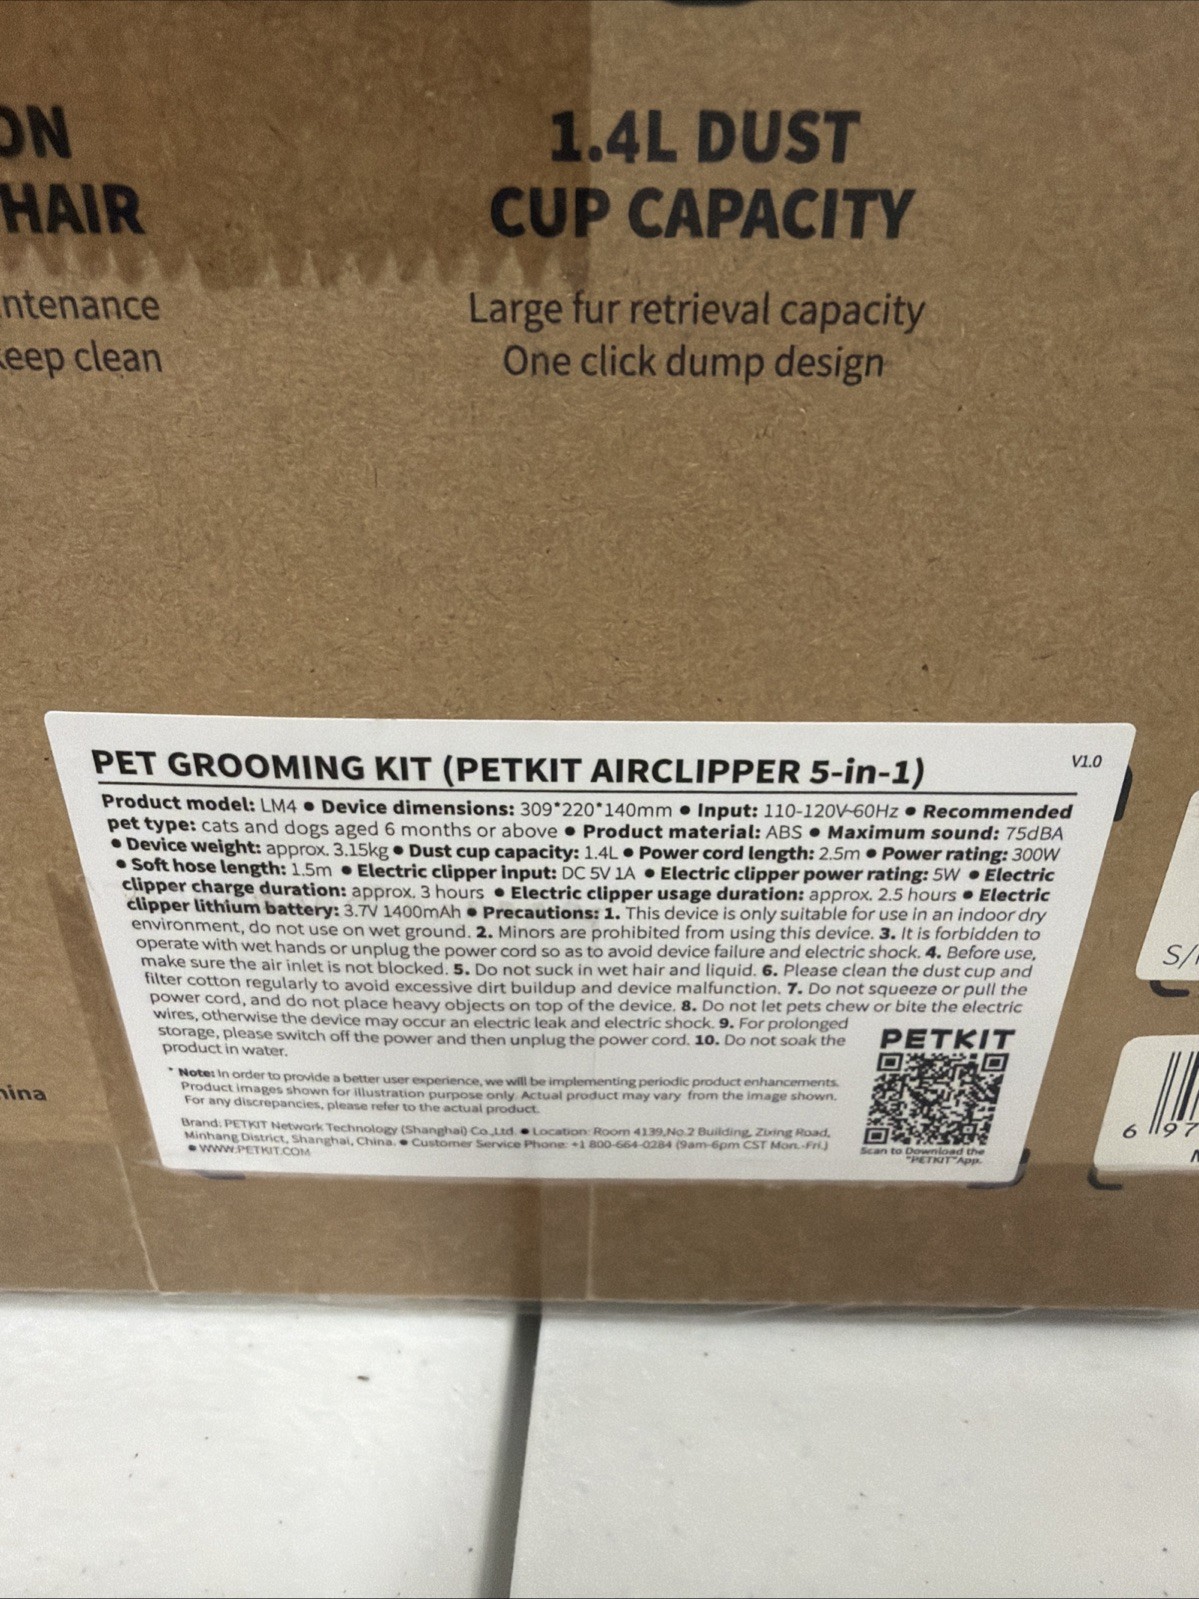 ON
HAIR
ntenance
keep clean
1.4L DUST
CUP CAPACITY
Large fur retrieval capacity
One click dump design
PET GROOMING KIT (PETKIT AIRCLIPPER 5-in-1)
V1.0
Product model: LM4 ● Device dimensions: 309*220*140mm ● Input: 110-120V~60Hz ● Recommended
pet type: cats and dogs aged 6 months or above ● Product material: ABS ● Maximum sound: 75dBA
● Device weight: approx. 3.15kg ● Dust cup capacity: 1.4L ● Power cord length: 2.5m ● Power rating: 300W
● Soft hose length: 1.5m ● Electric clipper input: DC 5V 1A ● Electric clipper power rating: 5W ● Electric
clipper charge duration: approx. 3 hours ● Electric clipper usage duration: approx. 2.5 hours ● Electric
clipper lithium battery: 3.7V 1400mAh ● Precautions: 1. This device is only suitable for use in an indoor dry
environment, do not use on wet ground. 2. Minors are prohibited from using this device. 3. It is forbidden to
operate with wet hands or unplug the power cord so as to avoid device failure and electric shock. 4. Before use,
make sure the air inlet is not blocked. 5. Do not suck in wet hair and liquid. 6. Please clean the dust cup and
filter cotton regularly to avoid excessive dirt buildup and device malfunction. 7. Do not squeeze or pull the
power cord, and do not place heavy objects on top of the device. 8. Do not let pets chew or bite the electric
wires, otherwise the device may occur an electric leak and electric shock. 9. For prolonged
storage, please switch off the power and then unplug the power cord. 10. Do not soak the
product in water.
* Note: In order to provide a better user experience, we will be implementing periodic product enhancements.
Product images shown for illustration purpose only. Actual product may vary from the image shown.
For any discrepancies, please refer to the actual product.
Brand: PETKIT Network Technology (Shanghai) Co.,Ltd. ● Location: Room 4139,No.2 Building, Zixing Road,
Minhang District, Shanghai, China. ● Customer Service Phone: +1 800-664-0284 (9am-6pm CST Mon.-Fri.)
● WWW.PETKIT.COM
PETKIT
Scan to Download the
"PETKIT"App.
hina
S/
6 97